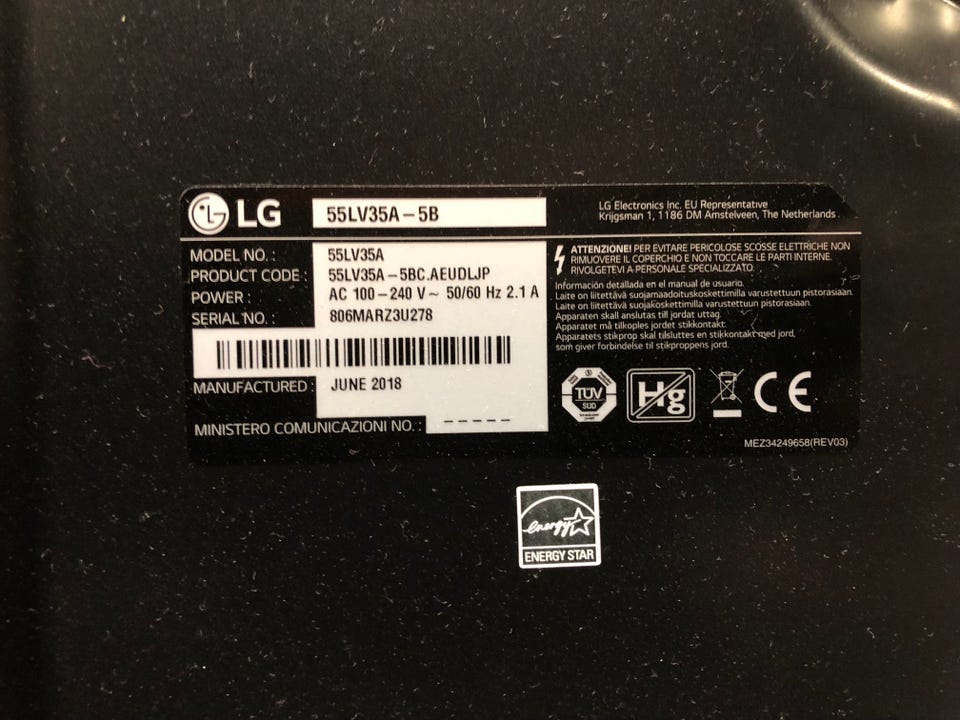 LG 55LV35A-5B
LG Electronics Inc. EU Representative
Krijgsman 1, 1186 DM Amstelveen, The Netherlands
MODEL NO. : 55LV35A
PRODUCT CODE : 55LV35A-5BC.AEUDLJP
POWER : AC 100-240 V~ 50/60 Hz 2.1 A
SERIAL NO. : 806MARZ3U278
MANUFACTURED : JUNE 2018
MINISTERO COMUNICAZIONI NO. : -----
ATTENZIONE! PER EVITARE PERICOLOSE SCOSSE ELETTRICHE NON
RIMUOVERE IL COPERCHIO E NON TOCCARE LE PARTI INTERNE.
RIVOLGETEVI A PERSONALE SPECIALIZZATO.
Información detallada en el manual de usuario.
Laite on liitettävä suojamaadoituskoskettimilla varustettuun pistorasiaan.
Laite on liitettävä suojakoskettimilla varustettuun pistorasiaan.
Apparaten skall anslutas till jordat uttag.
Apparatet må tilkoples jordet stikkontakt.
Apparatets stikprop skal tilsluttes en stikkontakt med jord,
som giver forbindelse til stikproppens jord.
TÜV
SÜD
Hg
CE
MEZ34249658(REV03)
energy
ENERGY STAR